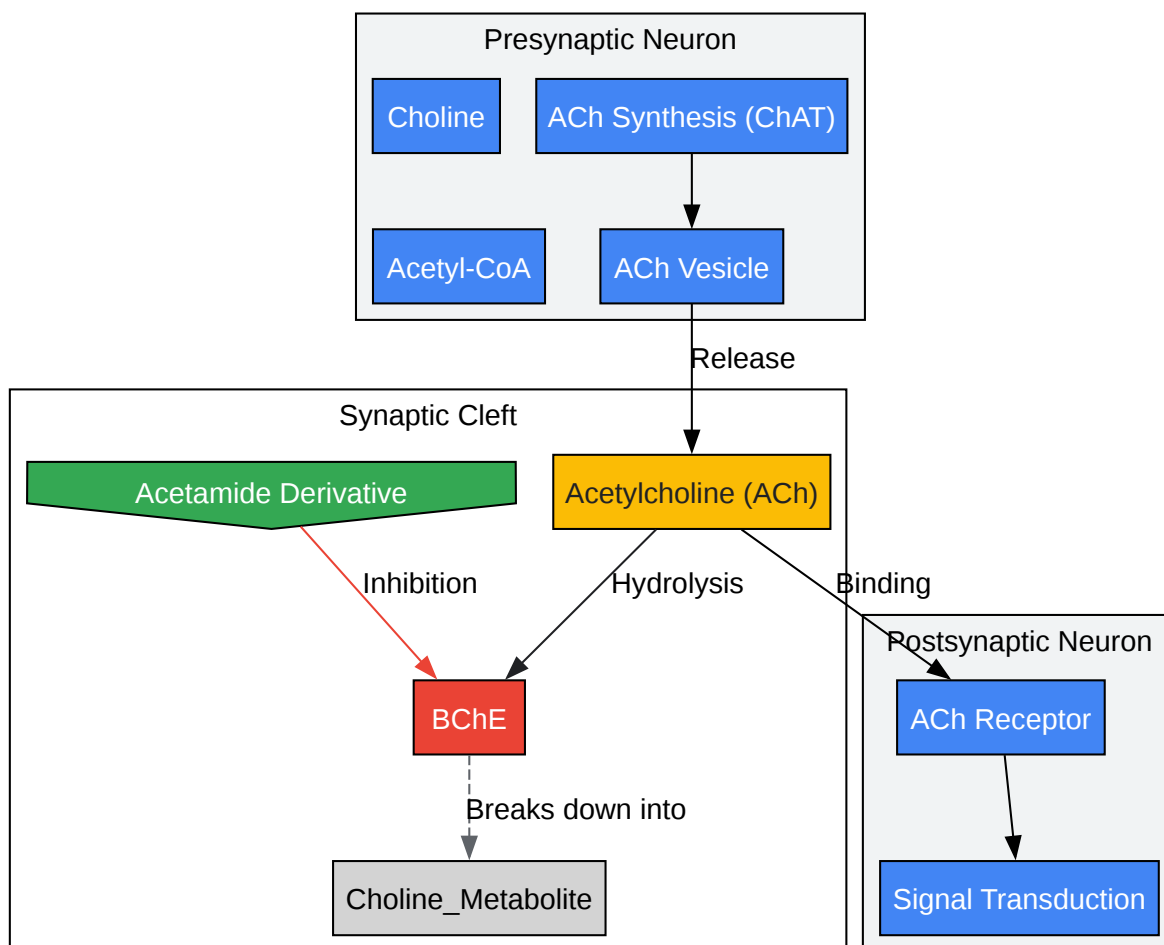 Presynaptic Neuron
Choline
ACh Synthesis (ChAT)
Acetyl-CoA
ACh Vesicle
Release
Synaptic Cleft
Acetamide Derivative
Acetylcholine (ACh)
Inhibition
Hydrolysis
Binding
Postsynaptic Neuron
BChE
ACh Receptor
Breaks down into
Choline_Metabolite
Signal Transduction